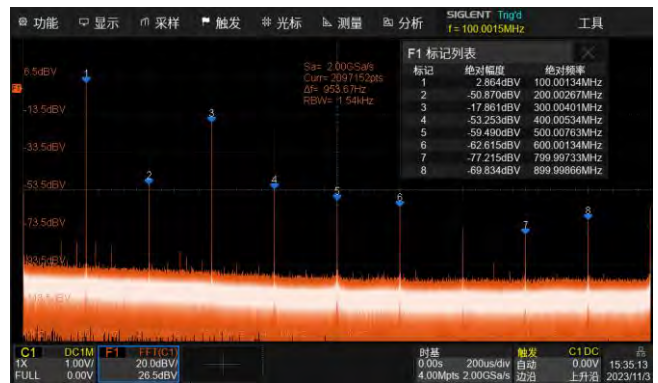 功能 显示 采样 触发 光标 测量 分析 SIGLENT Trig'd 工具
f = 100.0015MHz
F1 标记列表
标记 绝对幅度 绝对频率
1 2.864dBV 100.00134MHz
2 -50.870dBV 200.00267MHz
3 -17.861dBV 300.00401MHz
4 -53.253dBV 400.00534MHz
5 -59.490dBV 500.00763MHz
6 -62.615dBV 600.00134MHz
7 -77.215dBV 799.99733MHz
8 -69.834dBV 899.99866MHz
Sa= 2.00GSa/s
Curr= 2097152pts
Δf= 953.67Hz
RBW= 1.54kHz
6.5dBV
-13.5dBV
-33.5dBV
-53.5dBV
-73.5dBV
-93.5dBV
1
2
3
4
5
6
7
8
C1 DC1M
1X 1.00V/
FULL 0.00V
F1 FFT(C1)
20.0dBV/
26.5dBV
时基
0.00s 200us/div
4.00Mpts 2.00GSa/s
触发 C1 DC
自动 0.00V
边沿 上升沿
15:35:13
2023/11/3